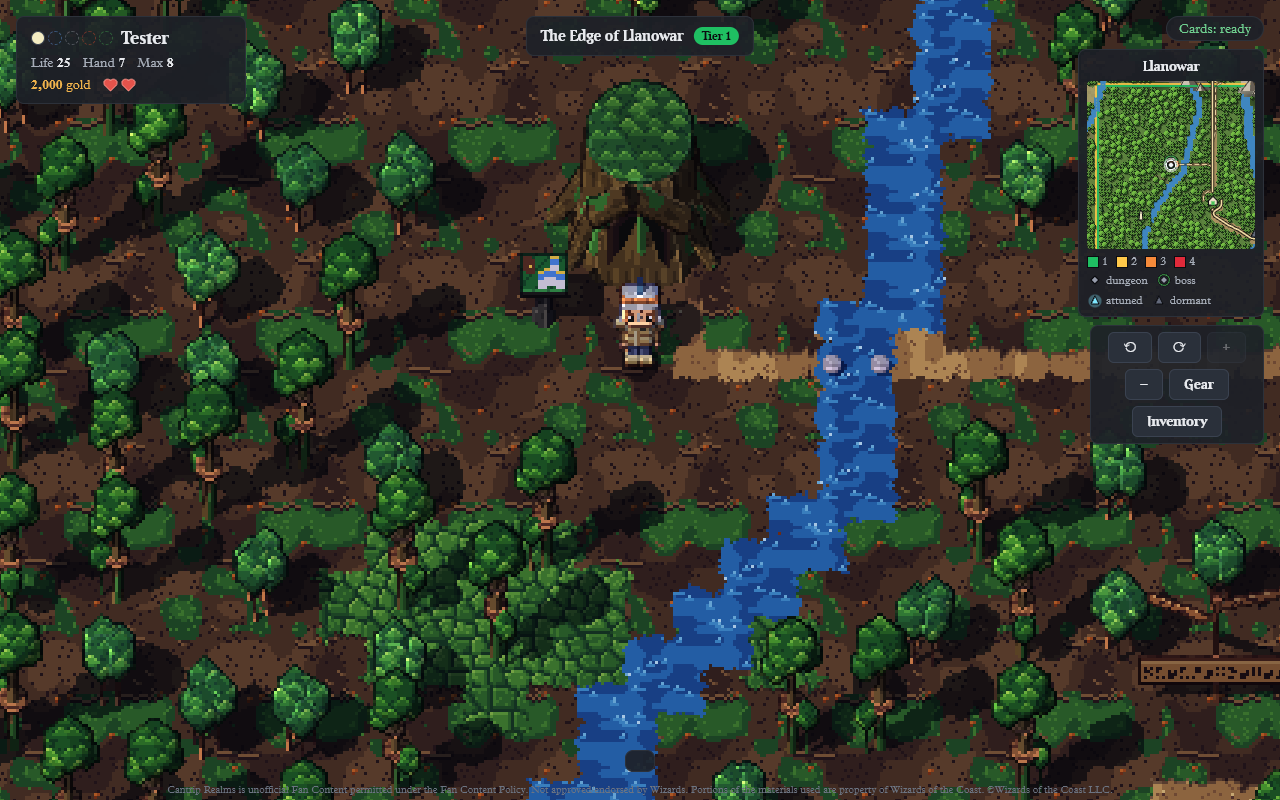 Tester
Life 25 Hand 7 Max 8
2,000 gold
The Edge of Llanowar Tier 1
Cards: ready
Llanowar
1 2 3 4
dungeon boss
attuned dormant
Gear
Inventory
Cantrip Realms is unofficial Fan Content permitted under the Fan Content Policy. Not approved/endorsed by Wizards. Portions of the materials used are property of Wizards of the Coast. ©Wizards of the Coast LLC.